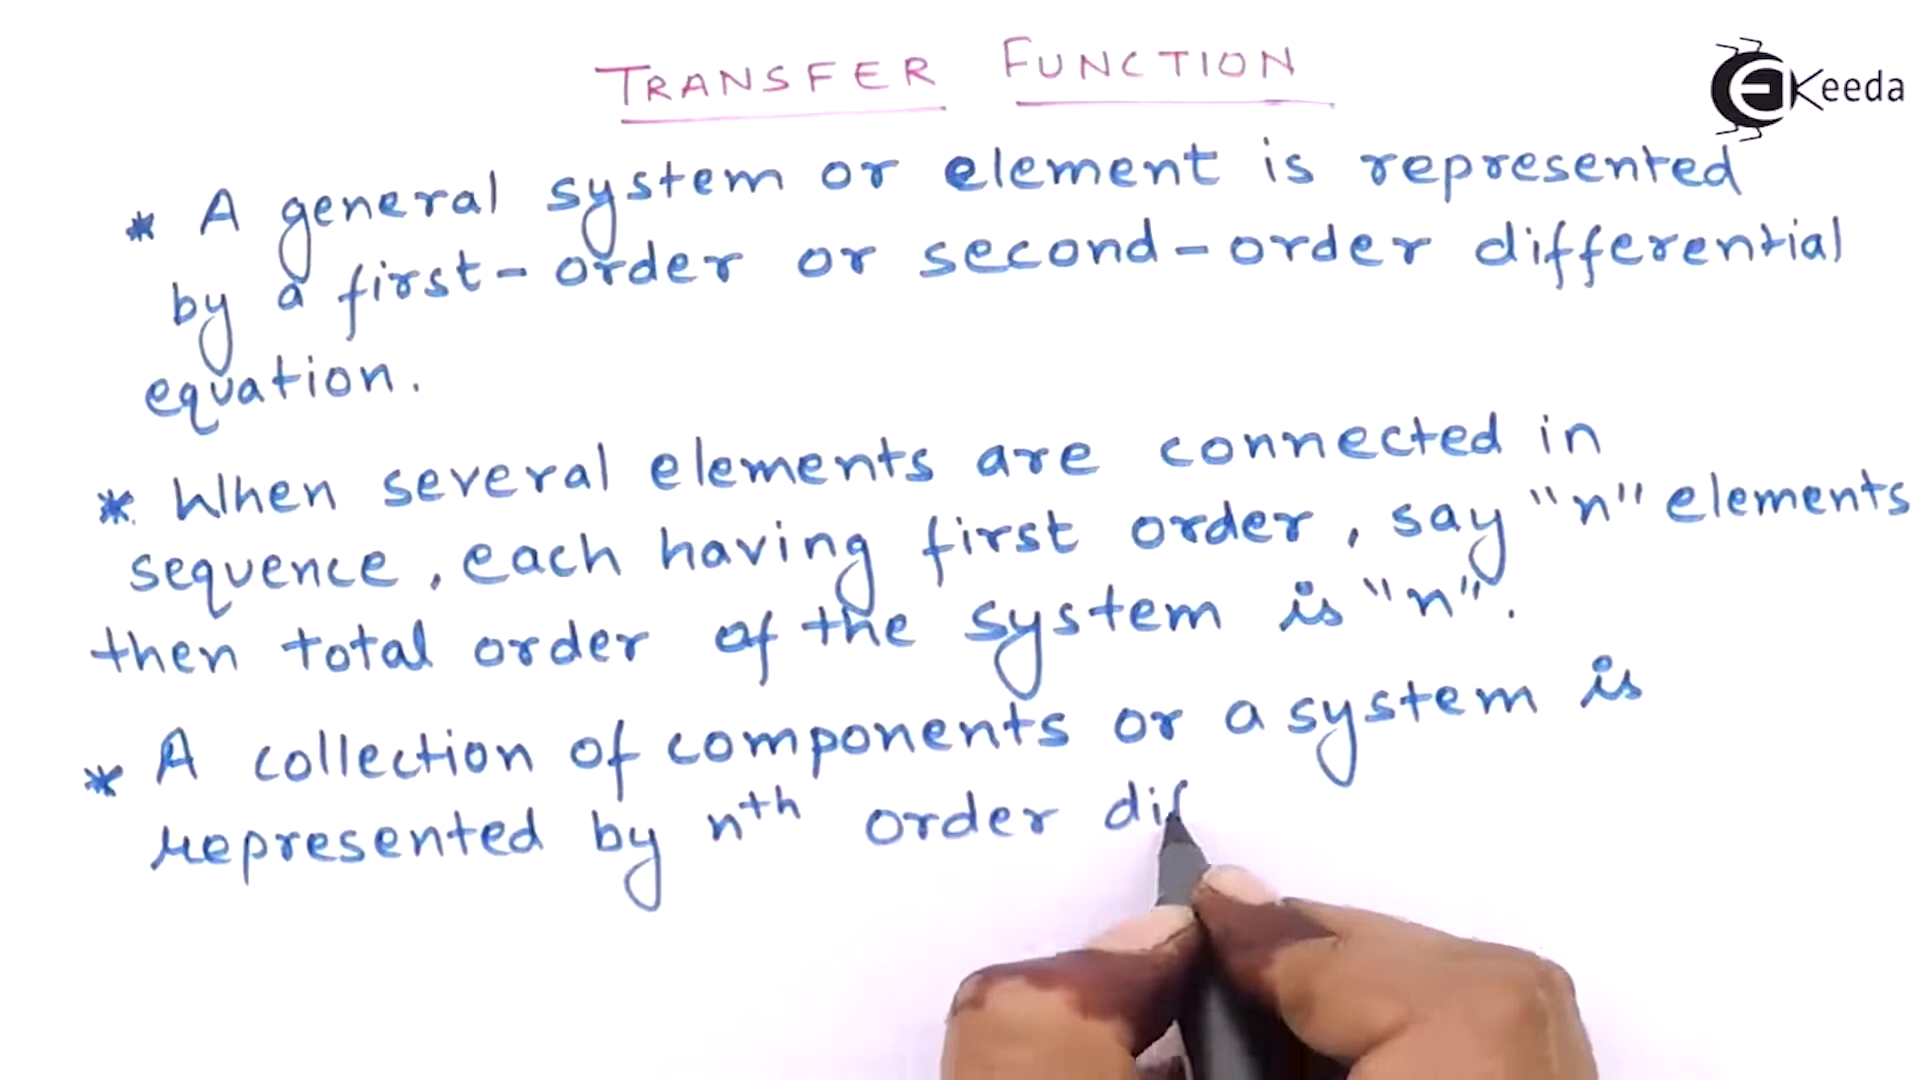 TRANSFER FUNCTION
EKeeda
* A general system or element is represented
by a first-order or second-order differential
equation.
* When several elements are connected in
sequence, each having first order, say "n" elements
then total order of the system is "n".
* A collection of components or a system is
represented by nth order dif